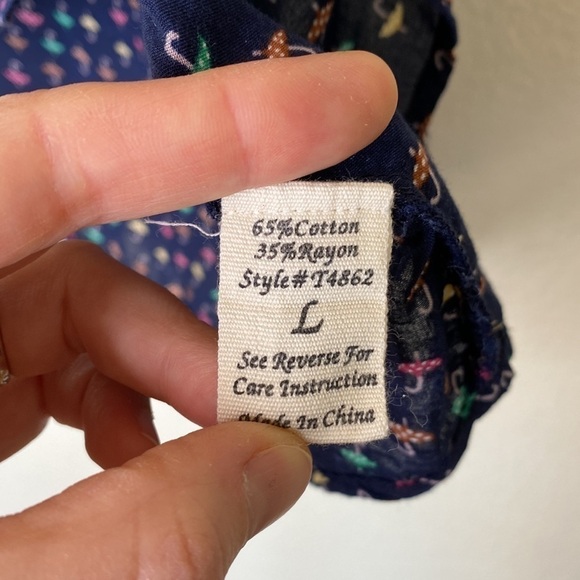 65%Cotton
35%Rayon
Style# T4862
L
See Reverse For
Care Instruction
Made In China